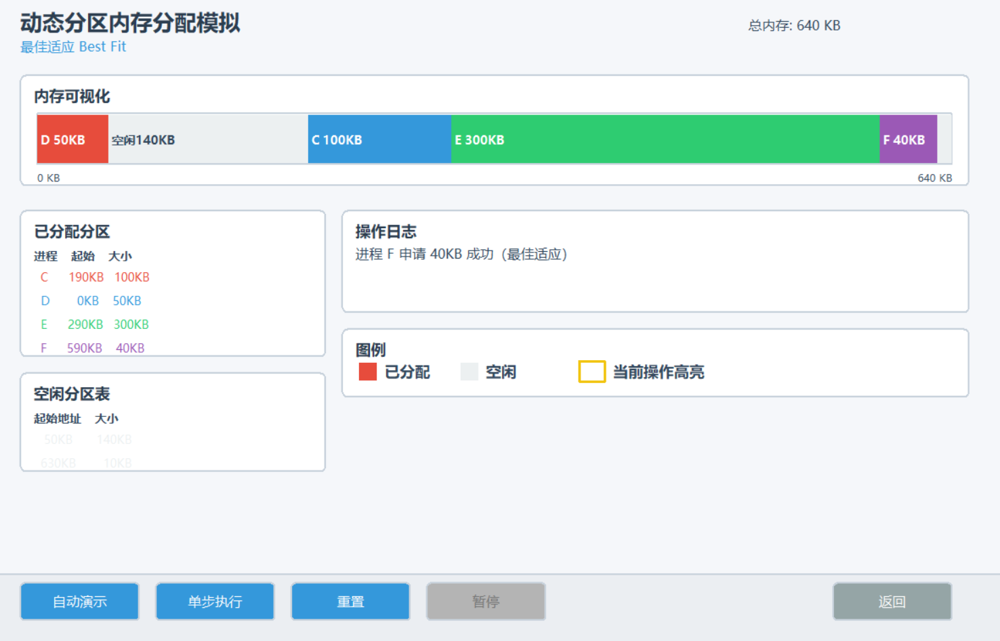 动态分区内存分配模拟
总内存: 640 KB
最佳适应 Best Fit
内存可视化
D 50KB 空闲140KB C 100KB E 300KB F 40KB
0 KB 640 KB
已分配分区
进程 起始 大小
C 190KB 100KB
D 0KB 50KB
E 290KB 300KB
F 590KB 40KB
操作日志
进程 F 申请 40KB 成功（最佳适应）
图例
已分配 空闲 当前操作高亮
空闲分区表
起始地址 大小
50KB 140KB
630KB 10KB
自动演示 单步执行 重置 暂停 返回